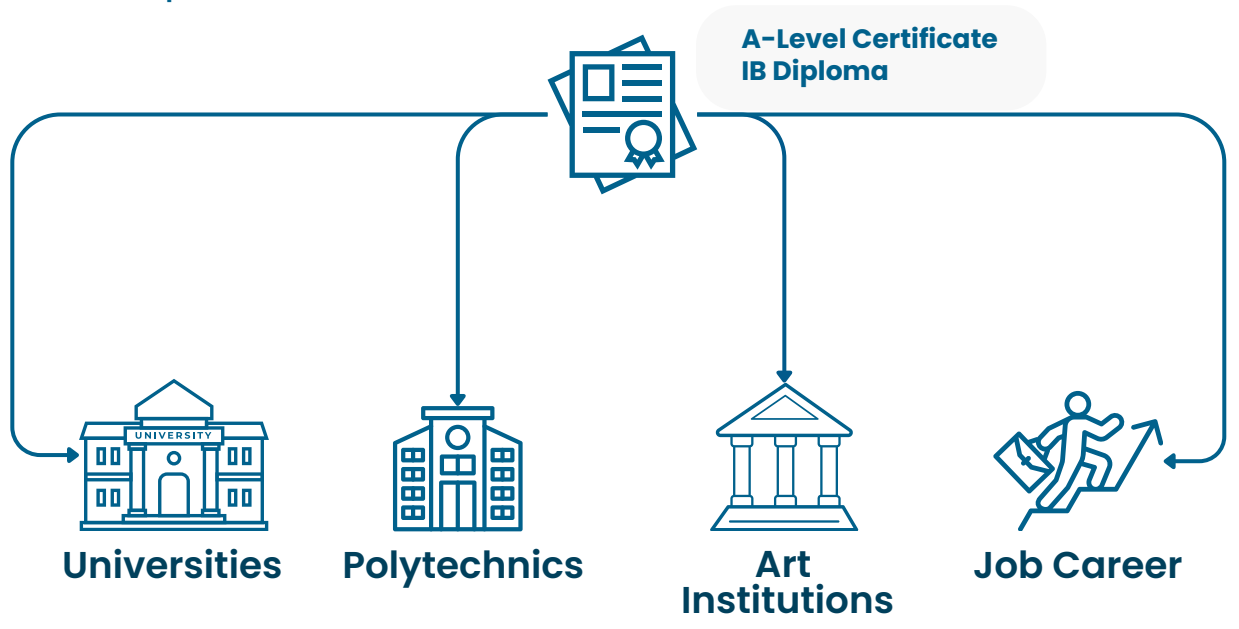 A-Level Certificate
IB Diploma
UNIVERSITY
Universities
Polytechnics
Art
Institutions
Job Career